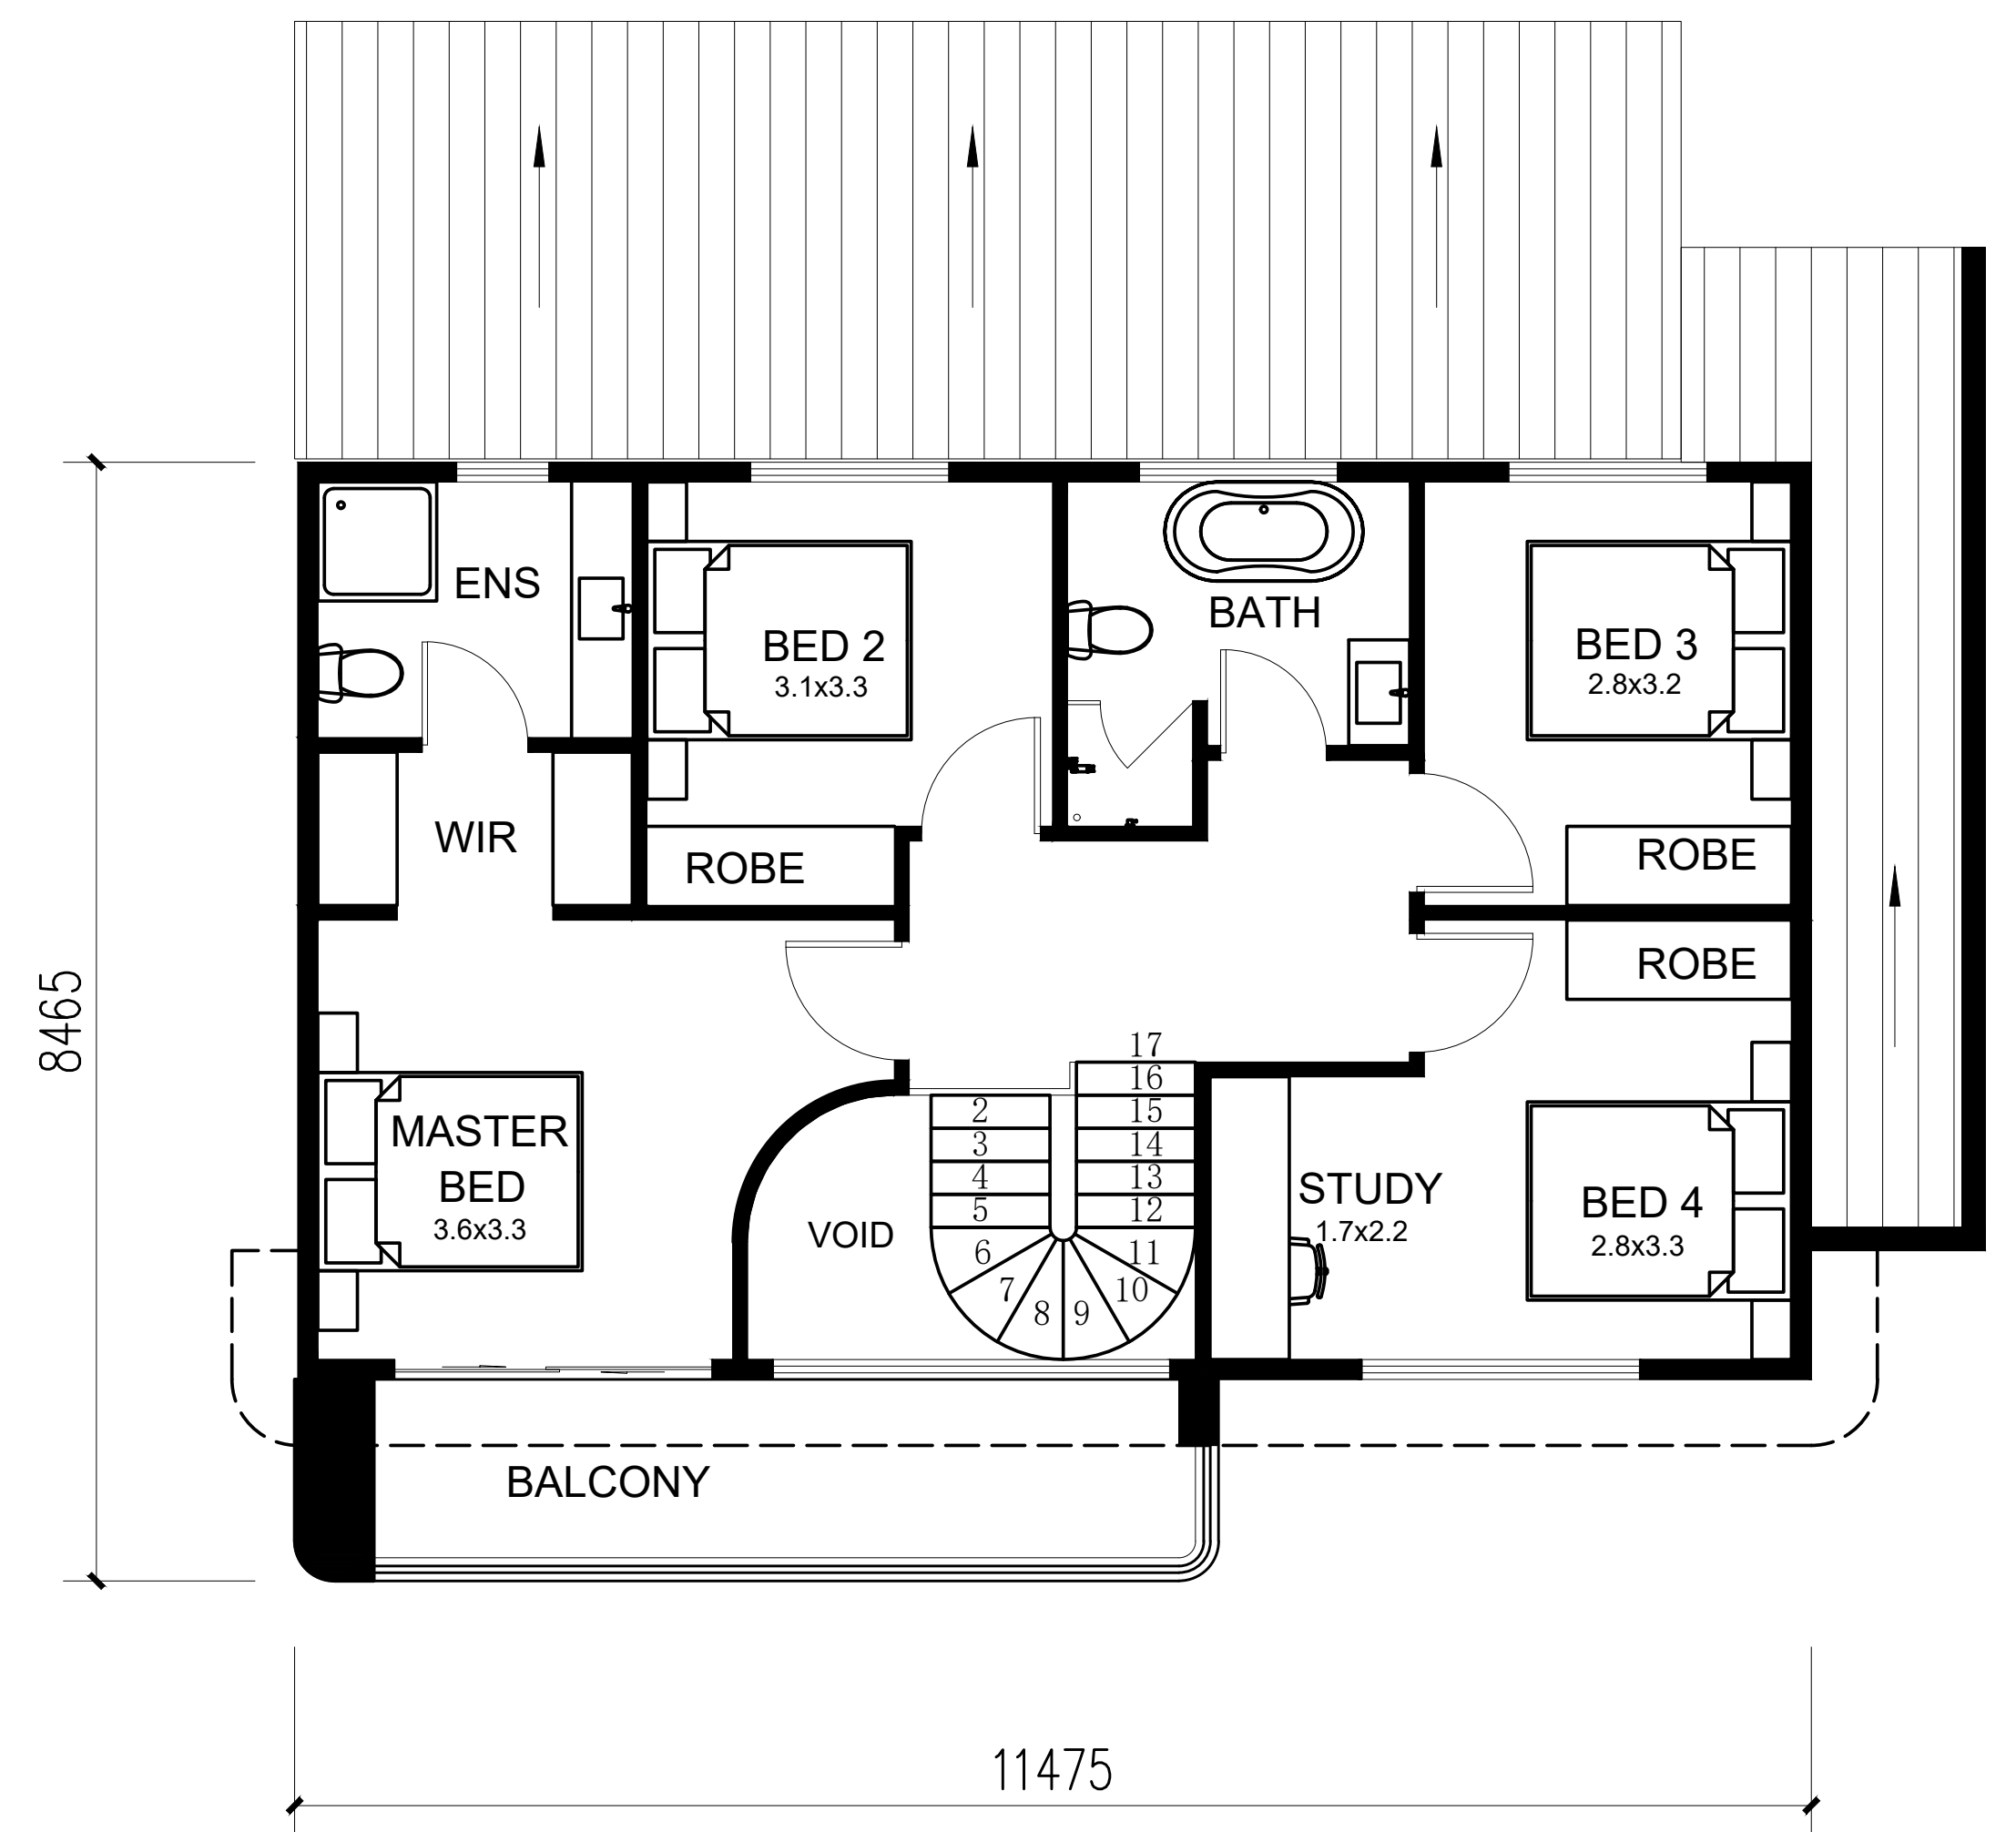 ENS
BATH
BED 2
3.1x3.3
BED 3
2.8x3.2
WIR
ROBE
ROBE
ROBE
8465
17
16
2
15
3
14
4
13
5
12
6
11
7
10
8
9
MASTER
BED
3.6x3.3
VOID
STUDY
1.7x2.2
BED 4
2.8x3.3
BALCONY
11475